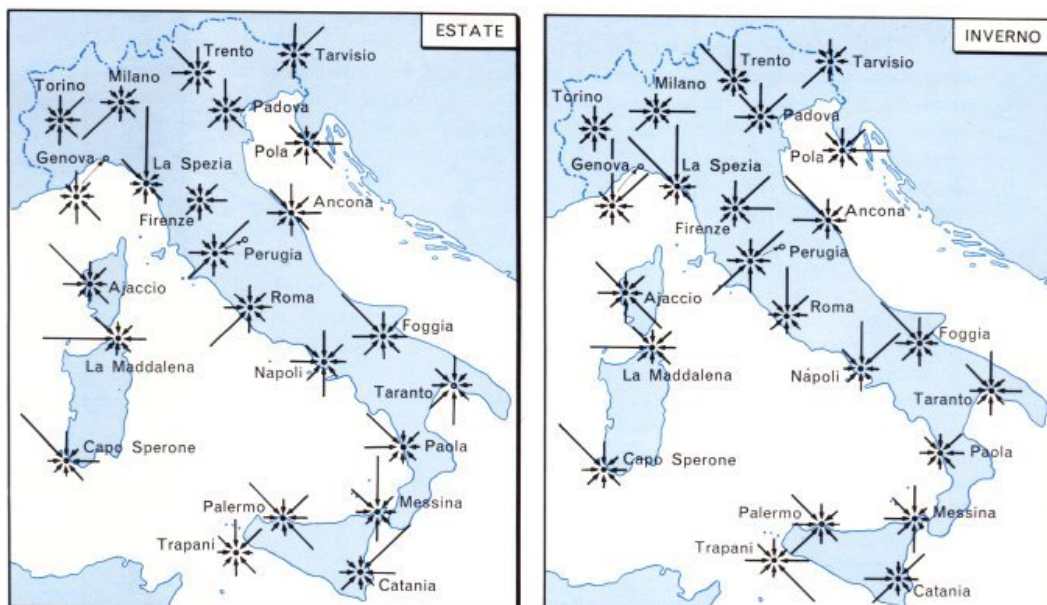 ESTATE
Trento
Tarvisio
Milano
Torino
Padova
Pola
Genova
La Spezia
Firenze
Ancona
Perugia
Ajaccio
Roma
Foggia
La Maddalena
Napoli
Taranto
Capo Sperone
Paola
Palermo
Messina
Trapani
Catania
INVERNO
Trento
Tarvisio
Milano
Torino
Padova
Pola
Genova
La Spezia
Firenze
Ancona
Perugia
Ajaccio
Roma
Foggia
La Maddalena
Napoli
Taranto
Capo Sperone
Paola
Palermo
Messina
Trapani
Catania